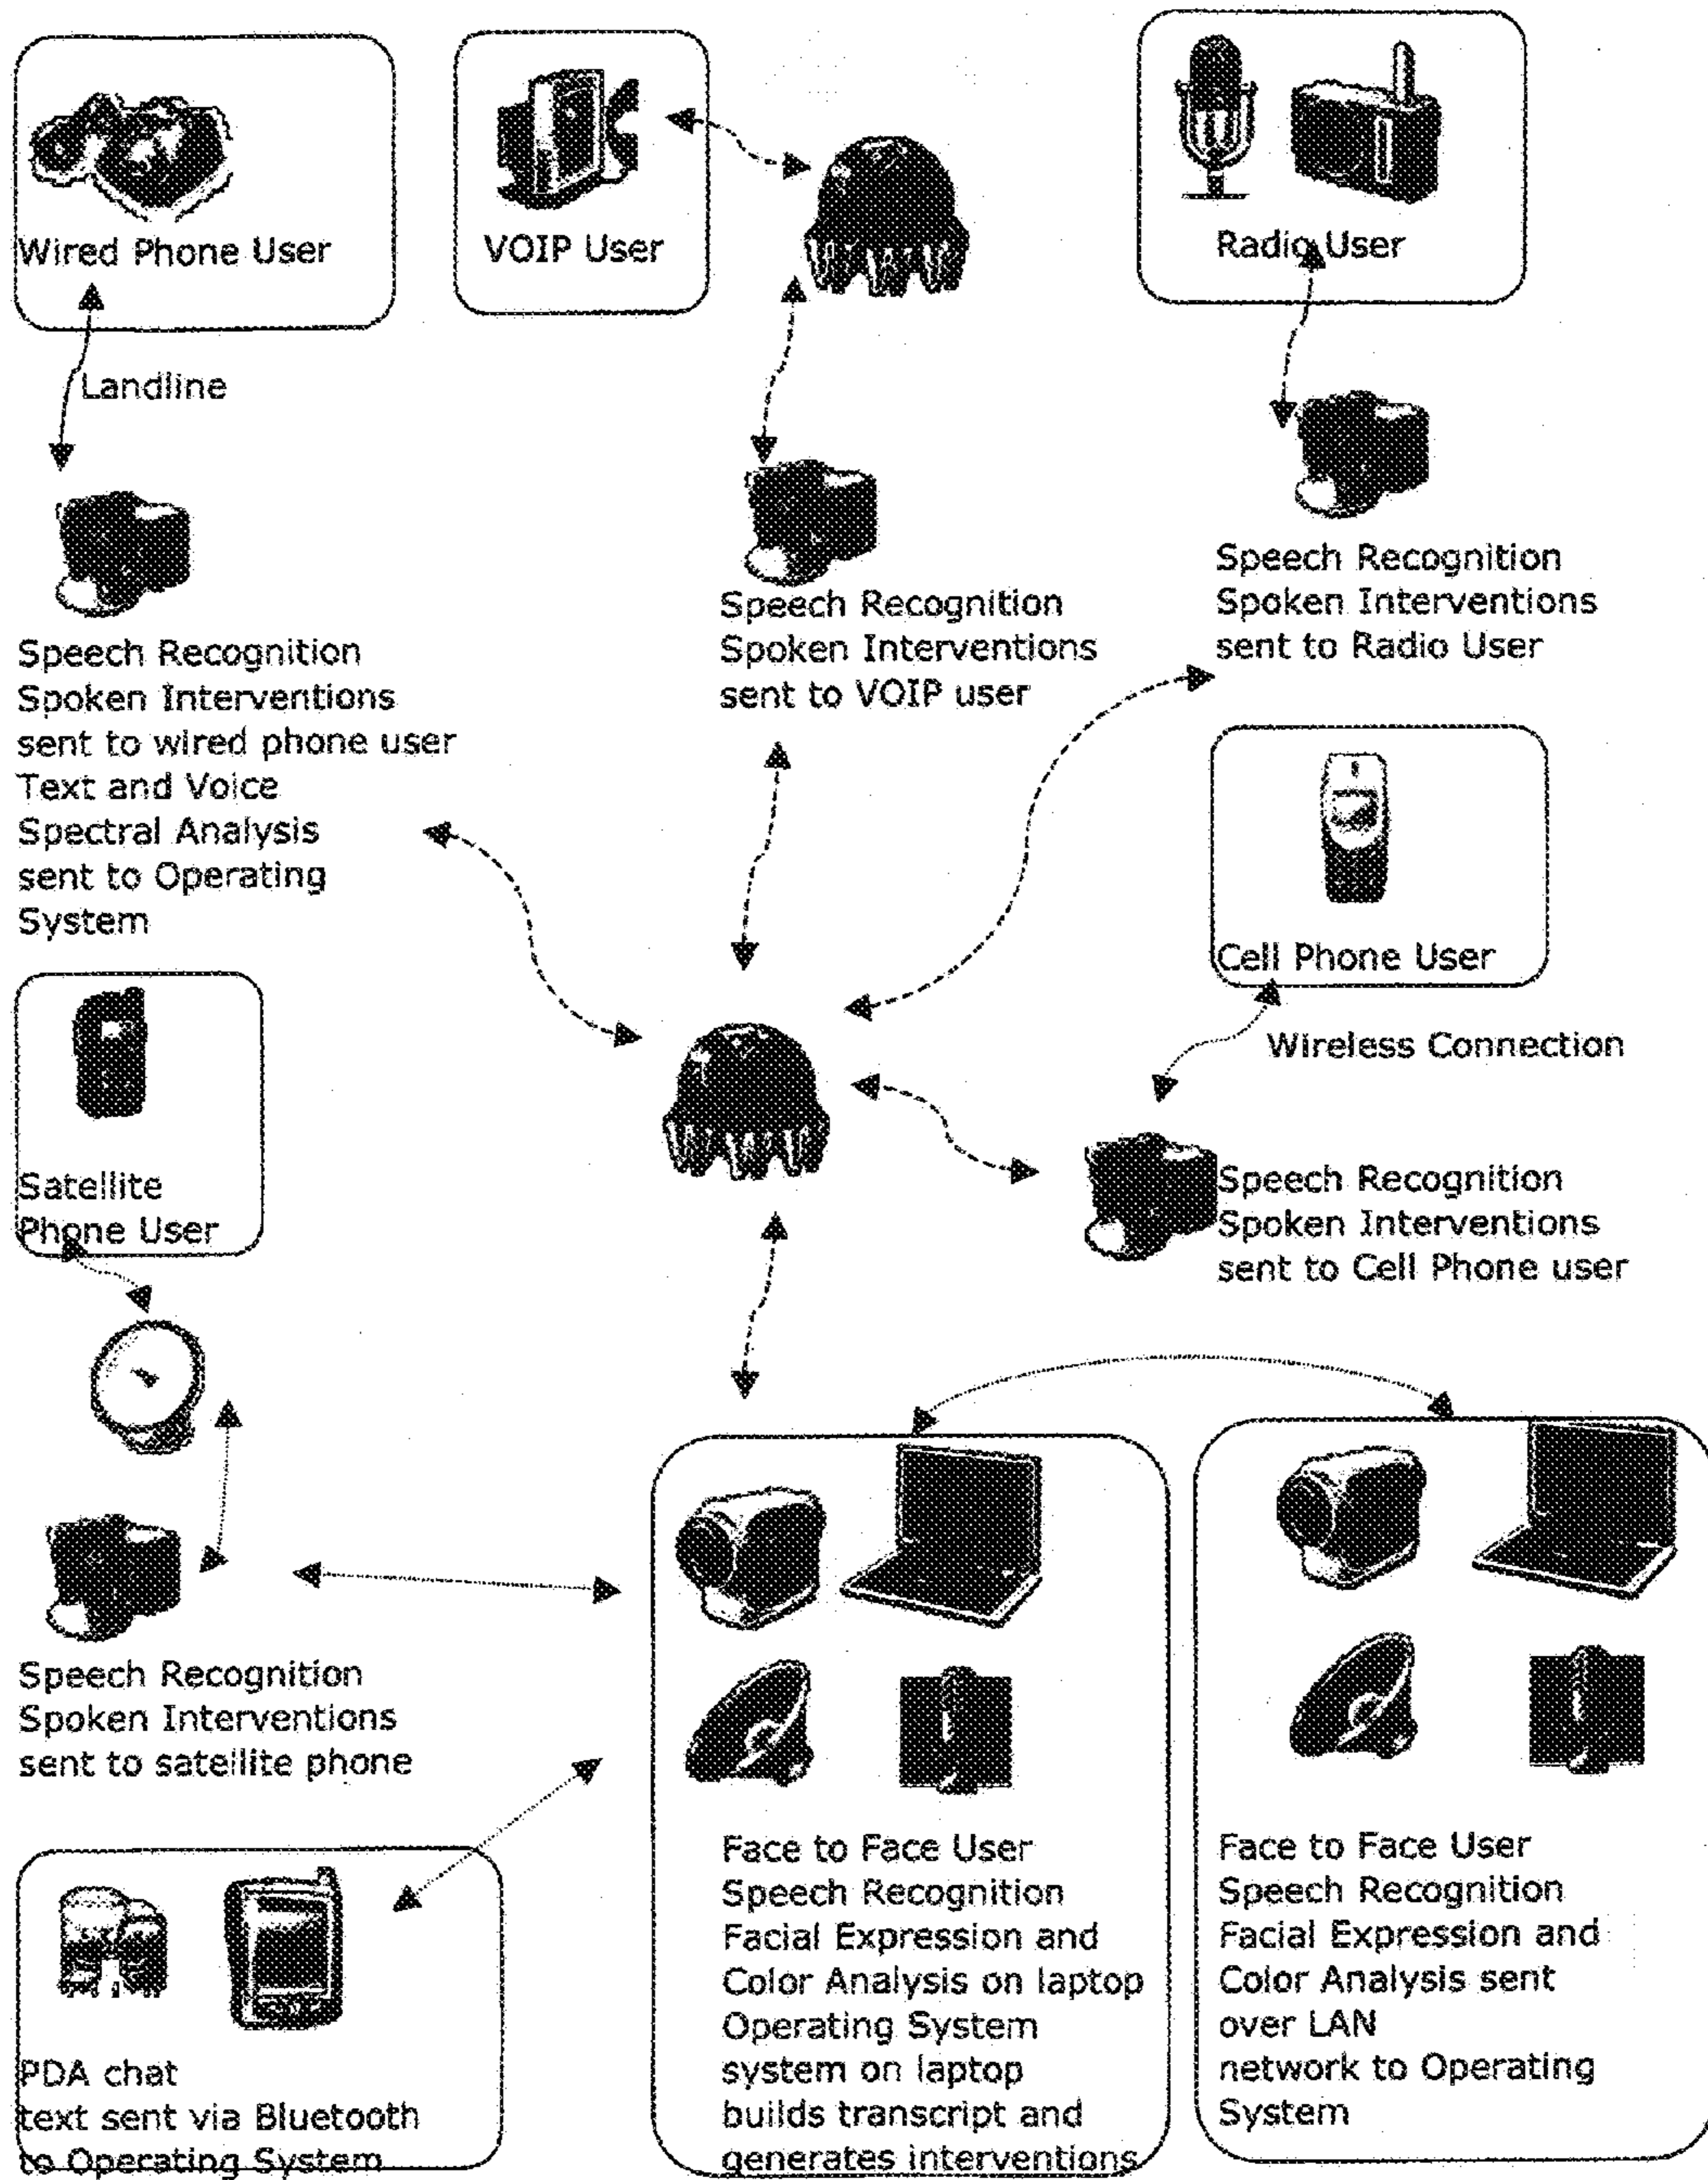 Wired Phone User
VOIP User
Radio User
Landline
Speech Recognition
Spoken Interventions
sent to wired phone user
Text and Voice
Spectral Analysis
sent to Operating
System
Speech Recognition
Spoken Interventions
sent to VOIP user
Speech Recognition
Spoken Interventions
sent to Radio User
Cell Phone User
Wireless Connection
Satellite
Phone User
Speech Recognition
Spoken Interventions
sent to Cell Phone user
Speech Recognition
Spoken Interventions
sent to satellite phone
PDA chat
text sent via Bluetooth
to Operating System
Face to Face User
Speech Recognition
Facial Expression and
Color Analysis on laptop
Operating System
system on laptop
builds transcript and
generates interventions
Face to Face User
Speech Recognition
Facial Expression and
Color Analysis sent
over LAN
network to Operating
System